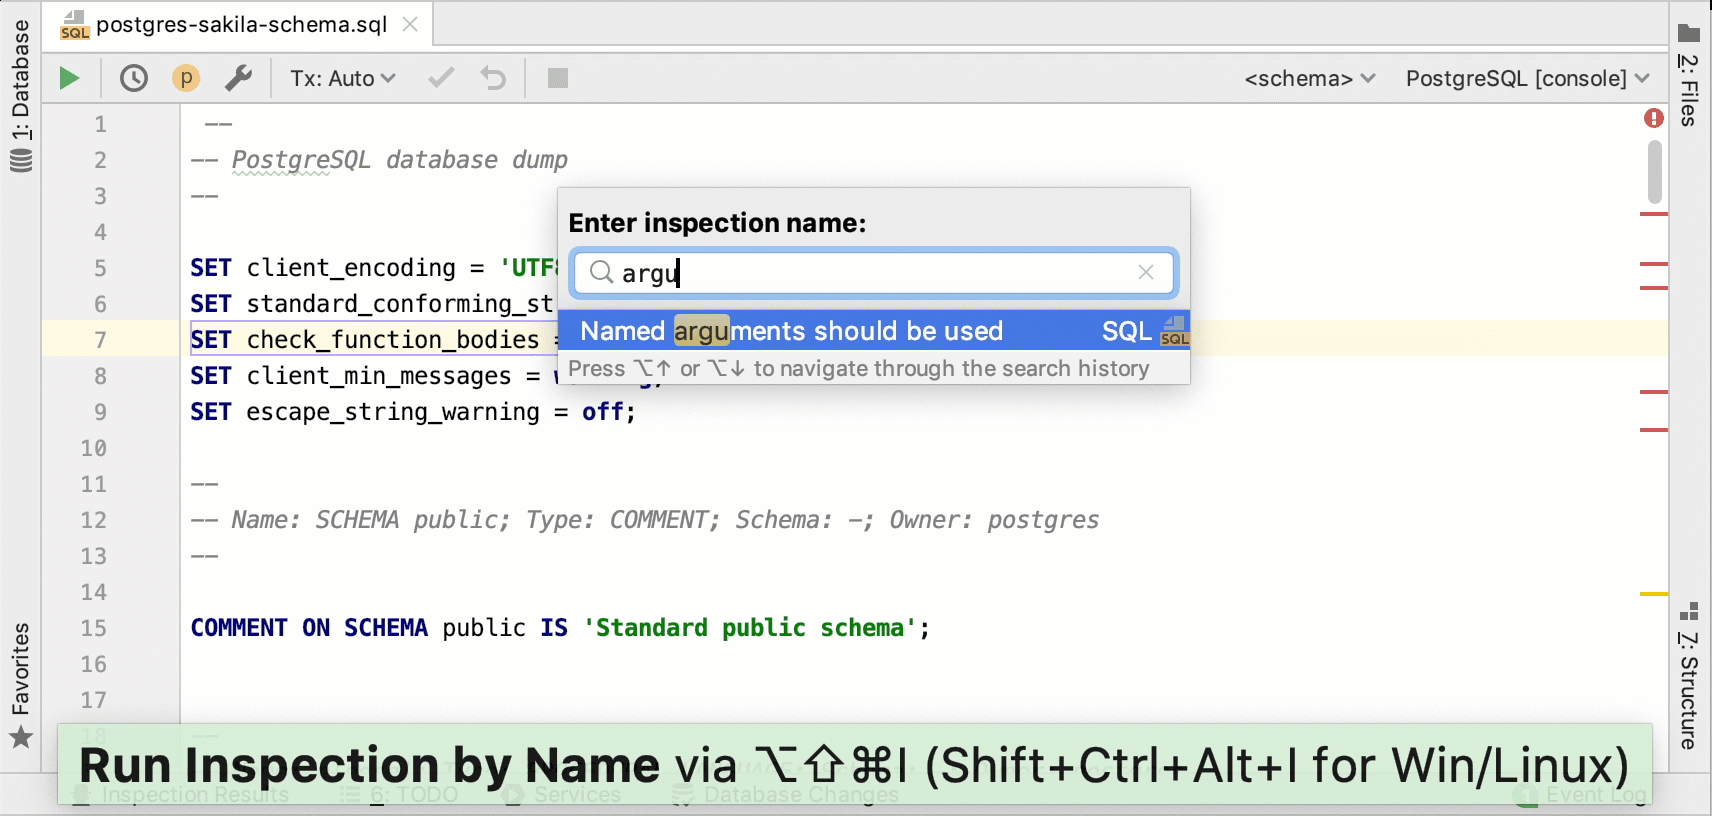 postgres-sakila-schema.sql
1: Database
Tx: Auto
<schema>
PostgreSQL [console]
2: Files
1 --
2 -- PostgreSQL database dump
3 --
4
5 SET client_encoding = 'UTF8
6 SET standard_conforming_st
7 SET check_function_bodies =
8 SET client_min_messages =
9 SET escape_string_warning = off;
10
11 --
12 -- Name: SCHEMA public; Type: COMMENT; Schema: -; Owner: postgres
13 --
14
15 COMMENT ON SCHEMA public IS 'Standard public schema';
16
17
18 --
Enter inspection name:
argu
Named arguments should be used SQL
Press ⌥↑ or ⌥↓ to navigate through the search history
Favorites
7: Structure
Run Inspection by Name via ⌥⇧⌘I (Shift+Ctrl+Alt+I for Win/Linux)
Inspection Results
6: TODO
Services
Database Changes
Event Log